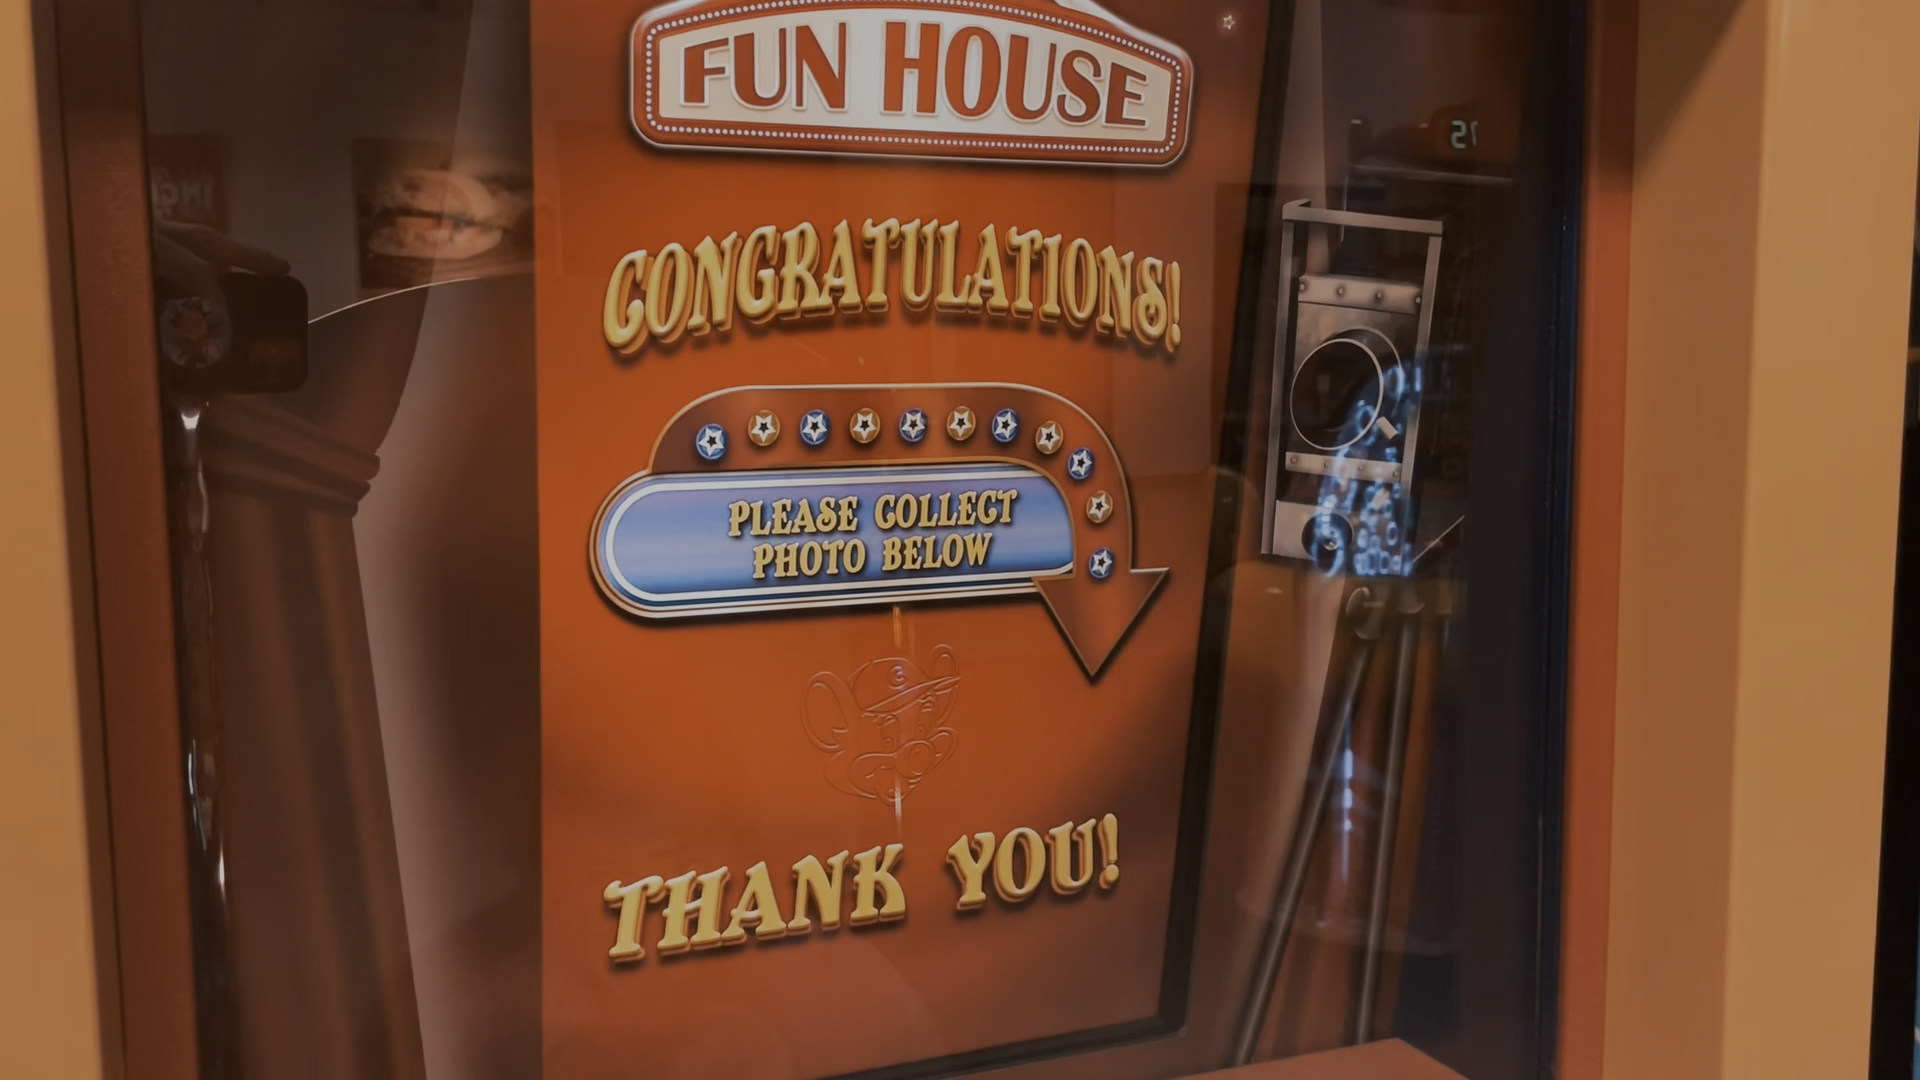 FUN HOUSE
CONGRATULATIONS!
PLEASE COLLECT
PHOTO BELOW
C
THANK YOU!